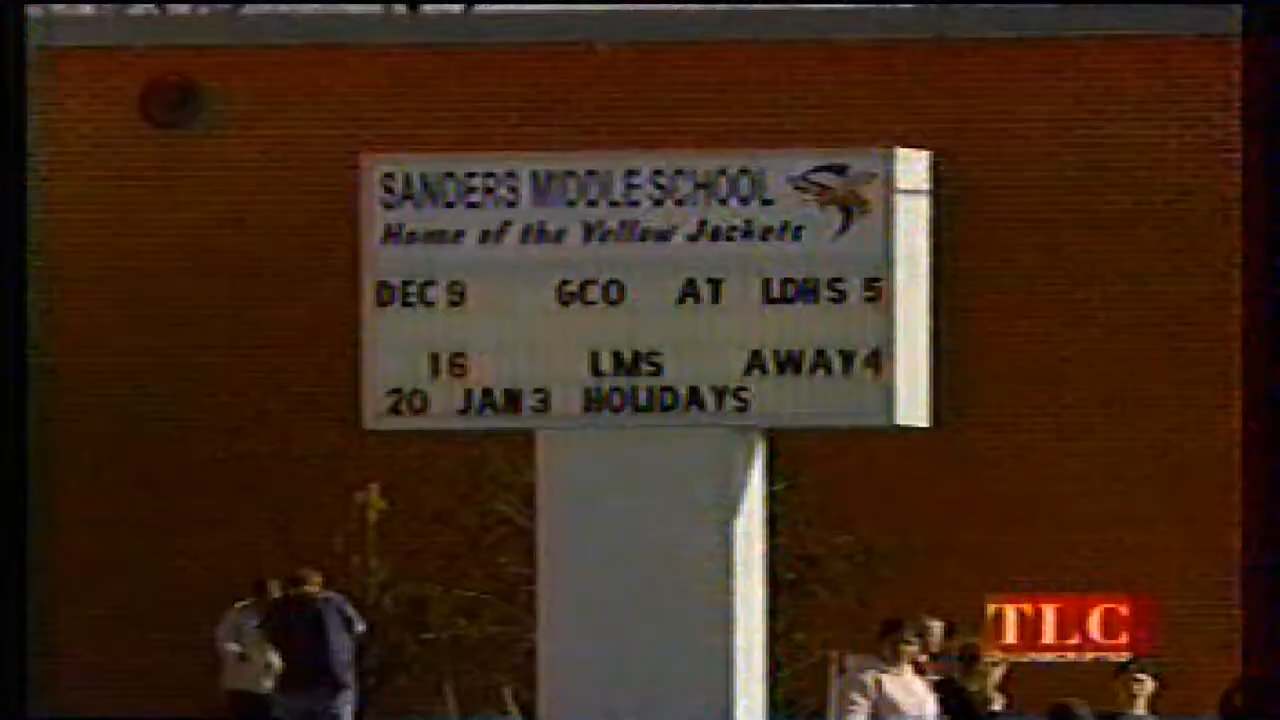 SANDERS MIDDLE SCHOOL
Home of the Yellow Jackets
DEC 9 GCO AT LDHS 5
16 LMS AWAY 4
20 JAN 3 HOLIDAYS
TLC